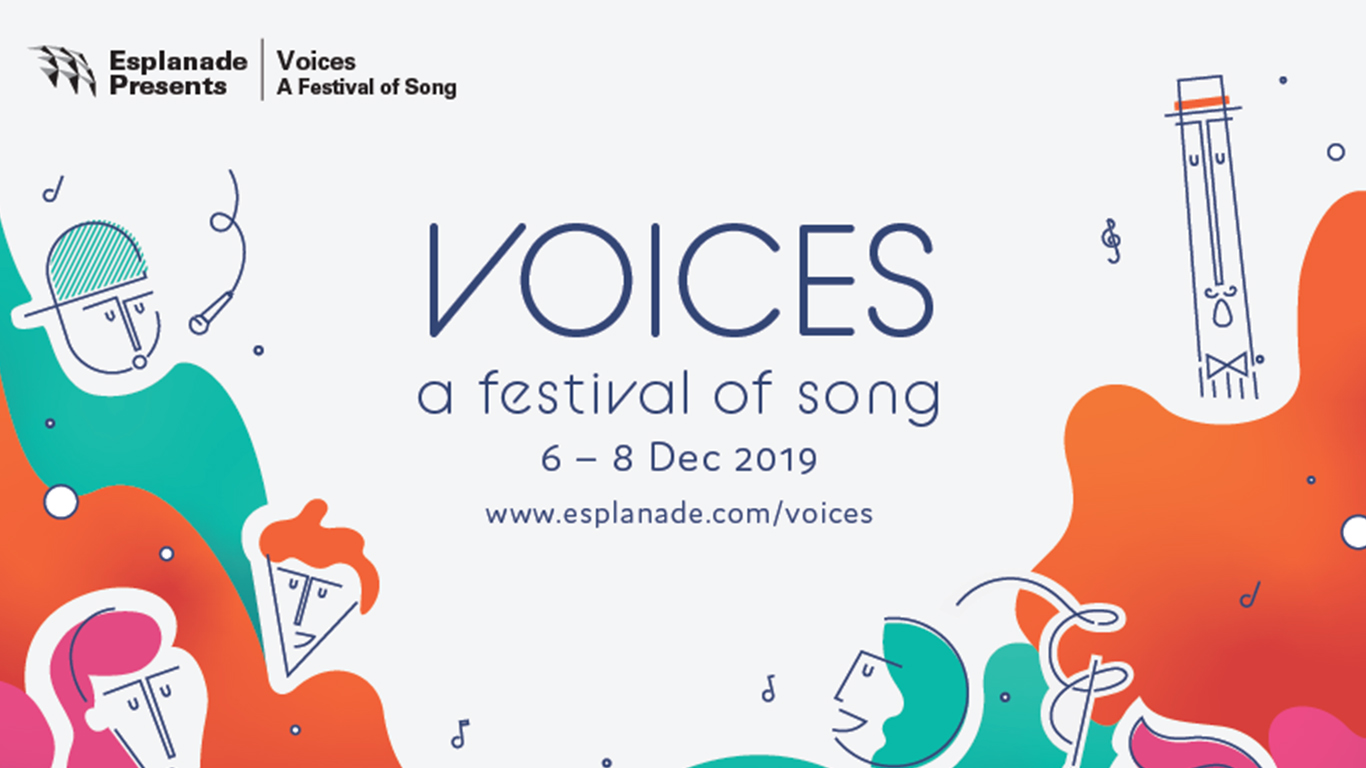 Esplanade
Presents
Voices
A Festival of Song
VOICES
a festival of song
6 – 8 Dec 2019
www.esplanade.com/voices